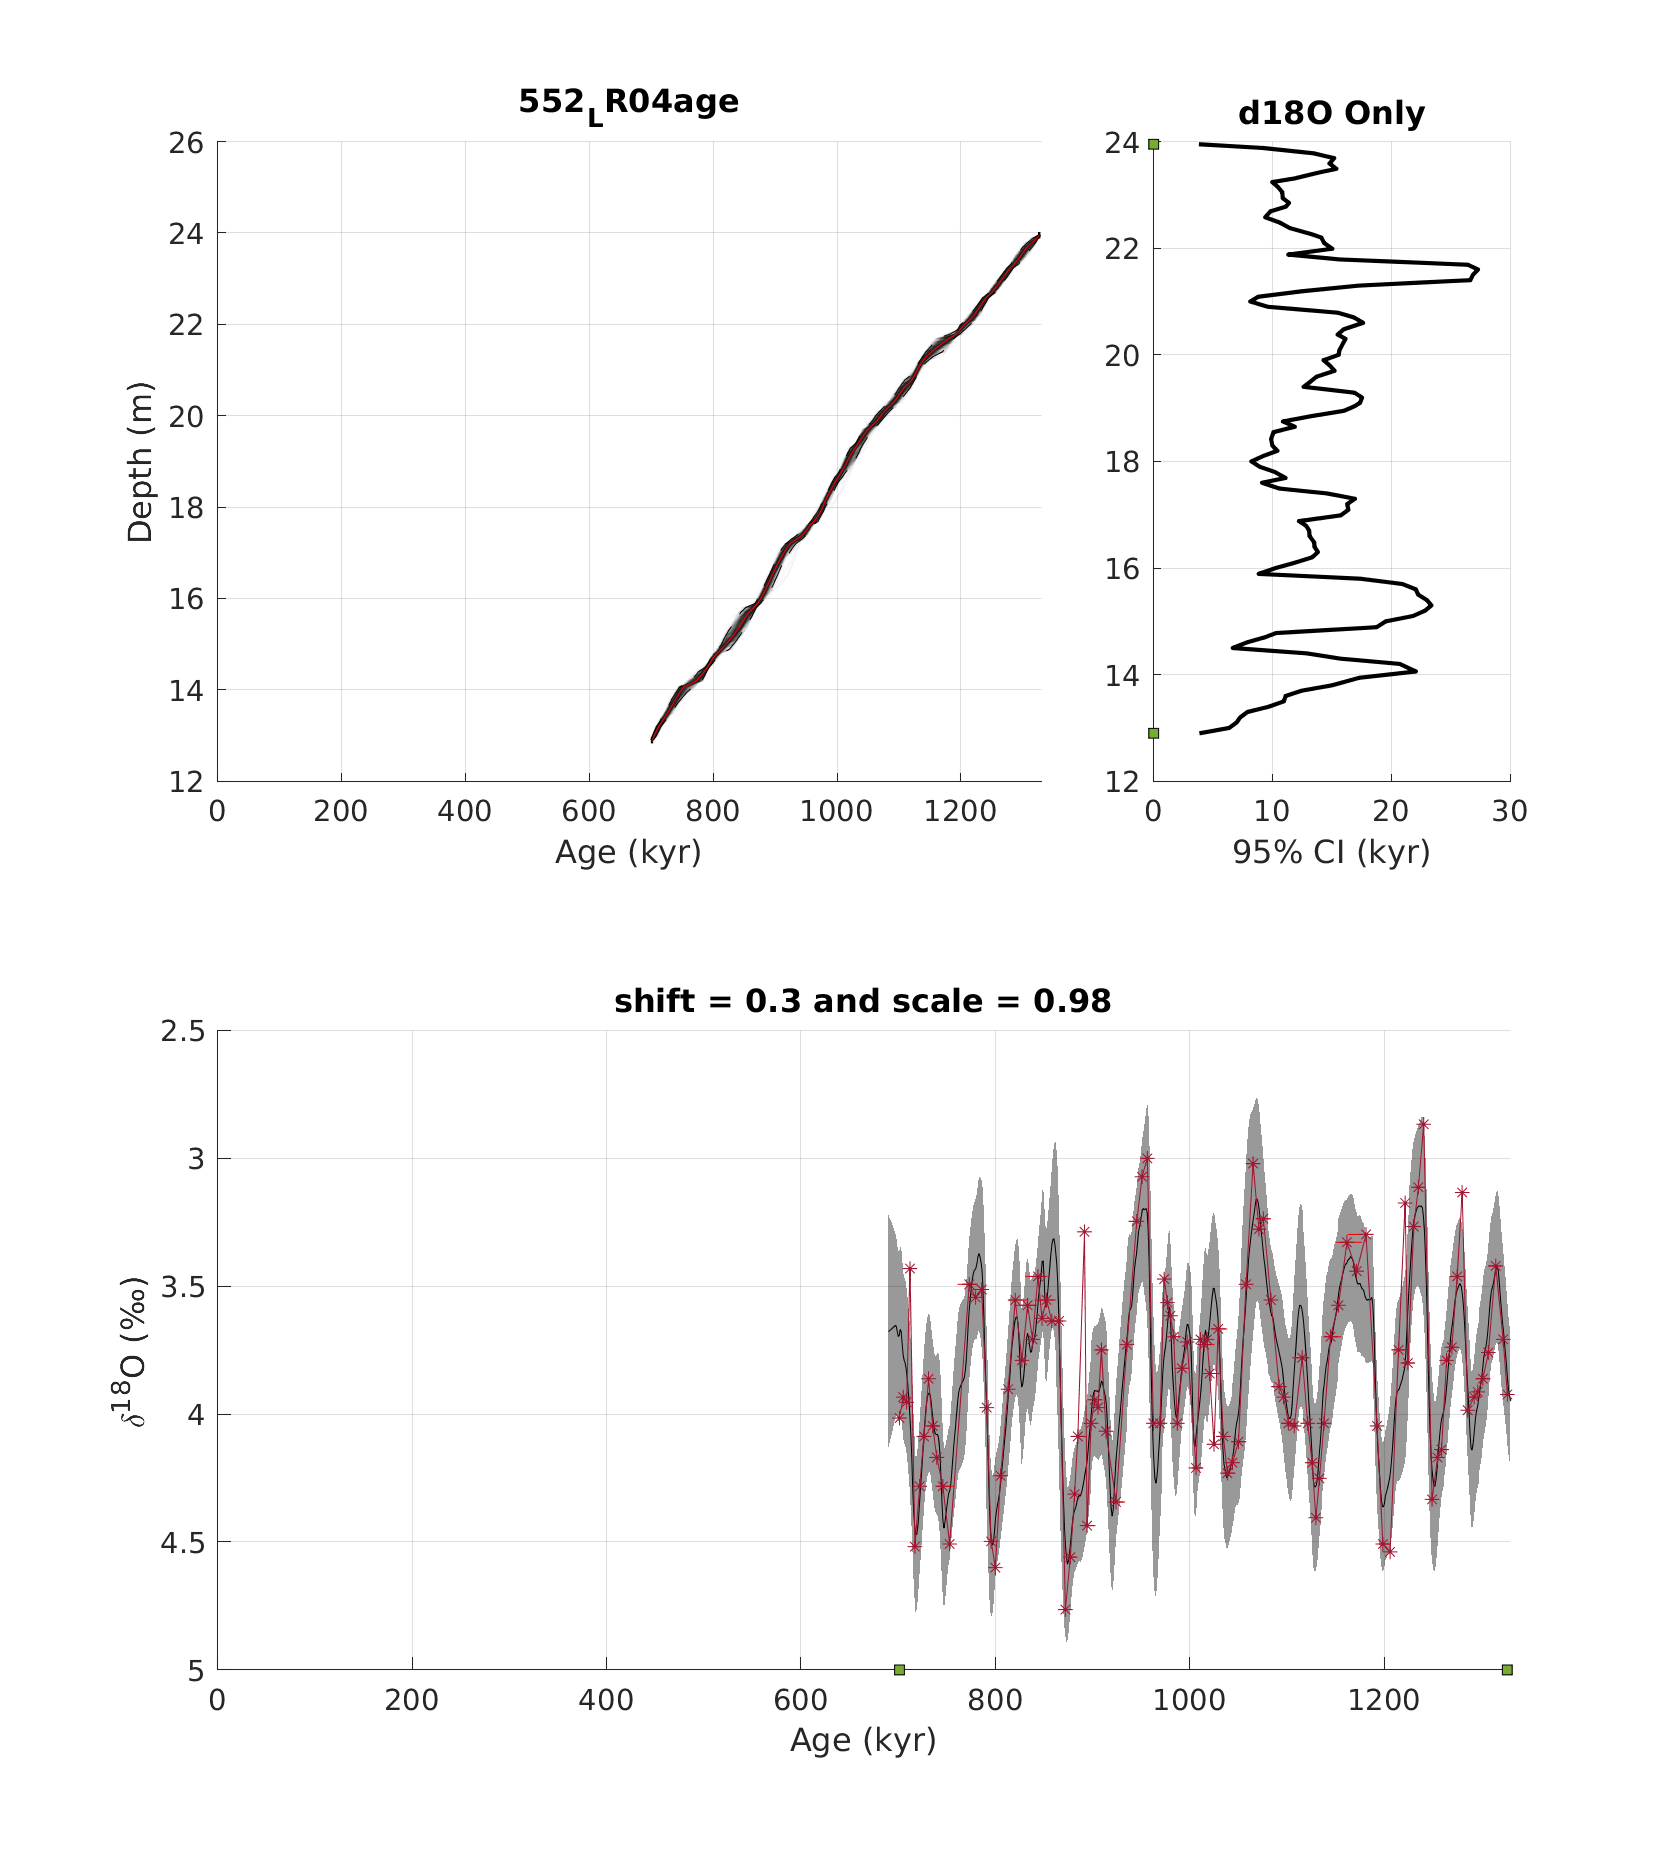 552LR04age
d18O Only
26
24
22
20
18
16
14
12
Depth (m)
0 200 400 600 800 1000 1200
Age (kyr)
24
22
20
18
16
14
12
0 10 20 30
95% CI (kyr)
shift = 0.3 and scale = 0.98
2.5
3
3.5
4
4.5
5
δ18O (‰)
0 200 400 600 800 1000 1200
Age (kyr)